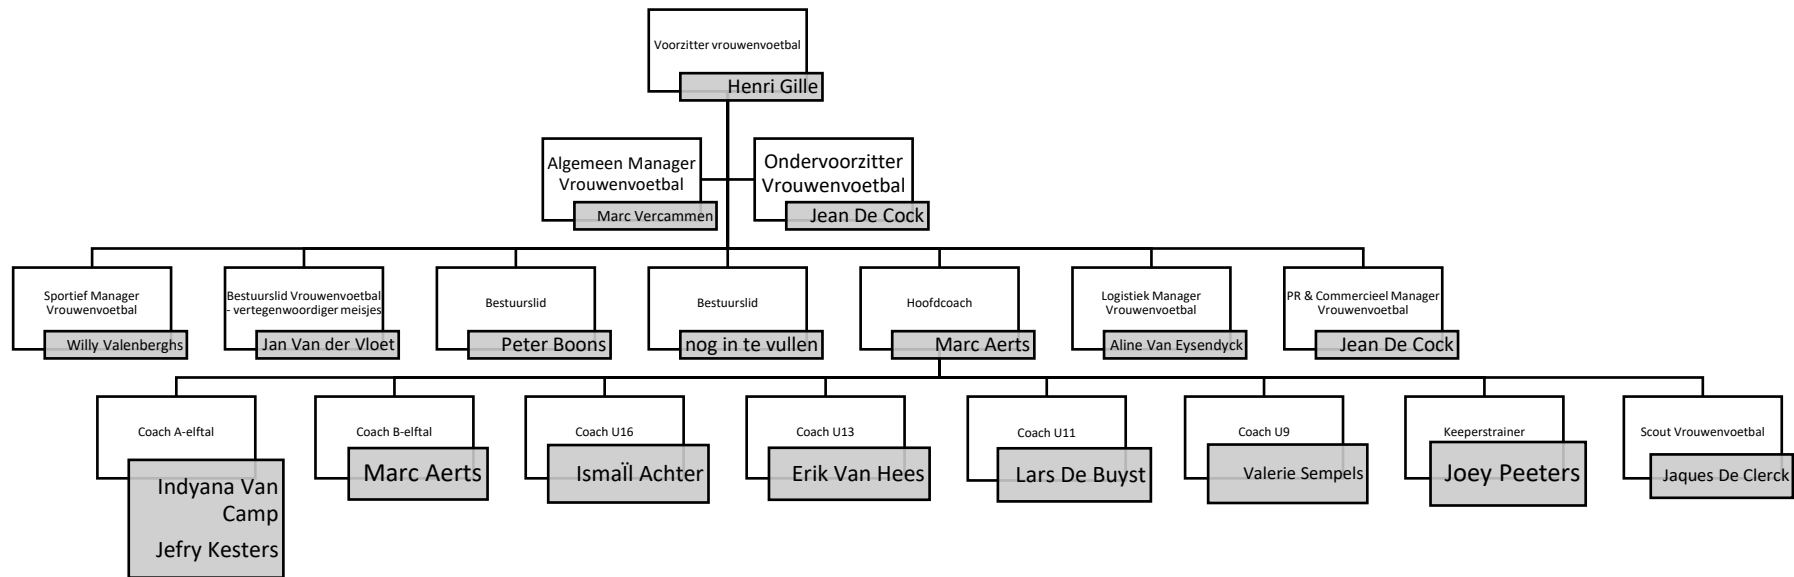 Voorzitter vrouwenvoetbal
Henri Gille
Algemeen Manager
Vrouwenvoetbal
Marc Vercammen
Ondervoorzitter
Vrouwenvoetbal
Jean De Cock
Sportief Manager
Vrouwenvoetbal
Willy Valenberghs
Bestuurslid Vrouwenvoetbal
- vertegenwoordiger meisjes
Jan Van der Vloet
Bestuurslid
Peter Boons
Bestuurslid
nog in te vullen
Hoofdcoach
Marc Aerts
Logistiek Manager
Vrouwenvoetbal
Aline Van Eysendyck
PR & Commercieel Manager
Vrouwenvoetbal
Jean De Cock
Coach A-elftal
Indyana Van
Camp
Jefry Kesters
Coach B-elftal
Marc Aerts
Coach U16
IsmaÏl Achter
Coach U13
Erik Van Hees
Coach U11
Lars De Buyst
Coach U9
Valerie Sempels
Keeperstrainer
Joey Peeters
Scout Vrouwenvoetbal
Jaques De Clerck